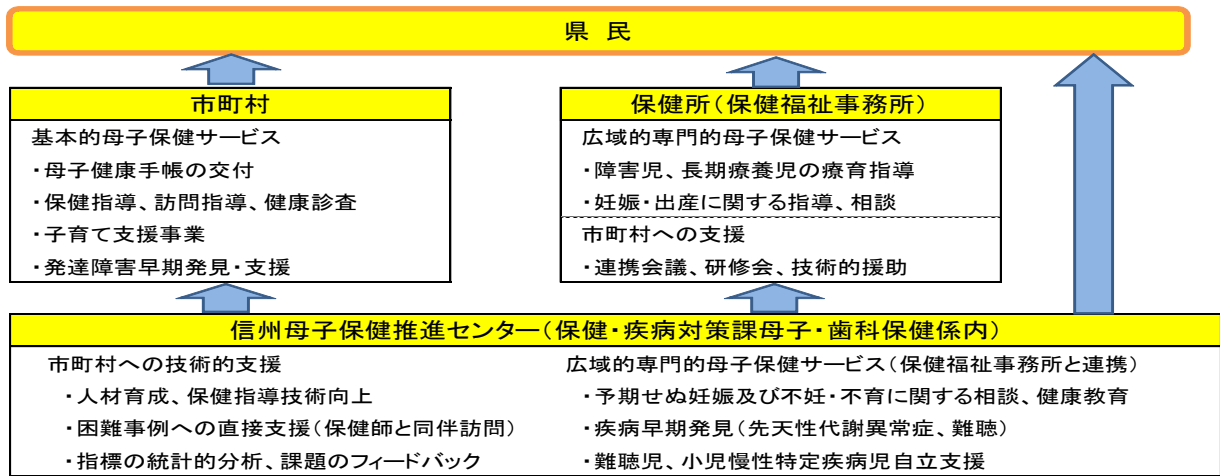 県 民
市町村
基本的母子保健サービス
・母子健康手帳の交付
・保健指導、訪問指導、健康診査
・子育て支援事業
・発達障害早期発見・支援
保健所(保健福祉事務所)
広域的専門的母子保健サービス
・障害児、長期療養児の療育指導
・妊娠・出産に関する指導、相談
市町村への支援
・連携会議、研修会、技術的援助
信州母子保健推進センター(保健・疾病対策課母子・歯科保健係内)
市町村への技術的支援
・人材育成、保健指導技術向上
・困難事例への直接支援(保健師と同伴訪問)
・指標の統計的分析、課題のフィードバック
広域的専門的母子保健サービス(保健福祉事務所と連携)
・予期せぬ妊娠及び不妊・不育に関する相談、健康教育
・疾病早期発見(先天性代謝異常症、難聴)
・難聴児、小児慢性特定疾病児自立支援